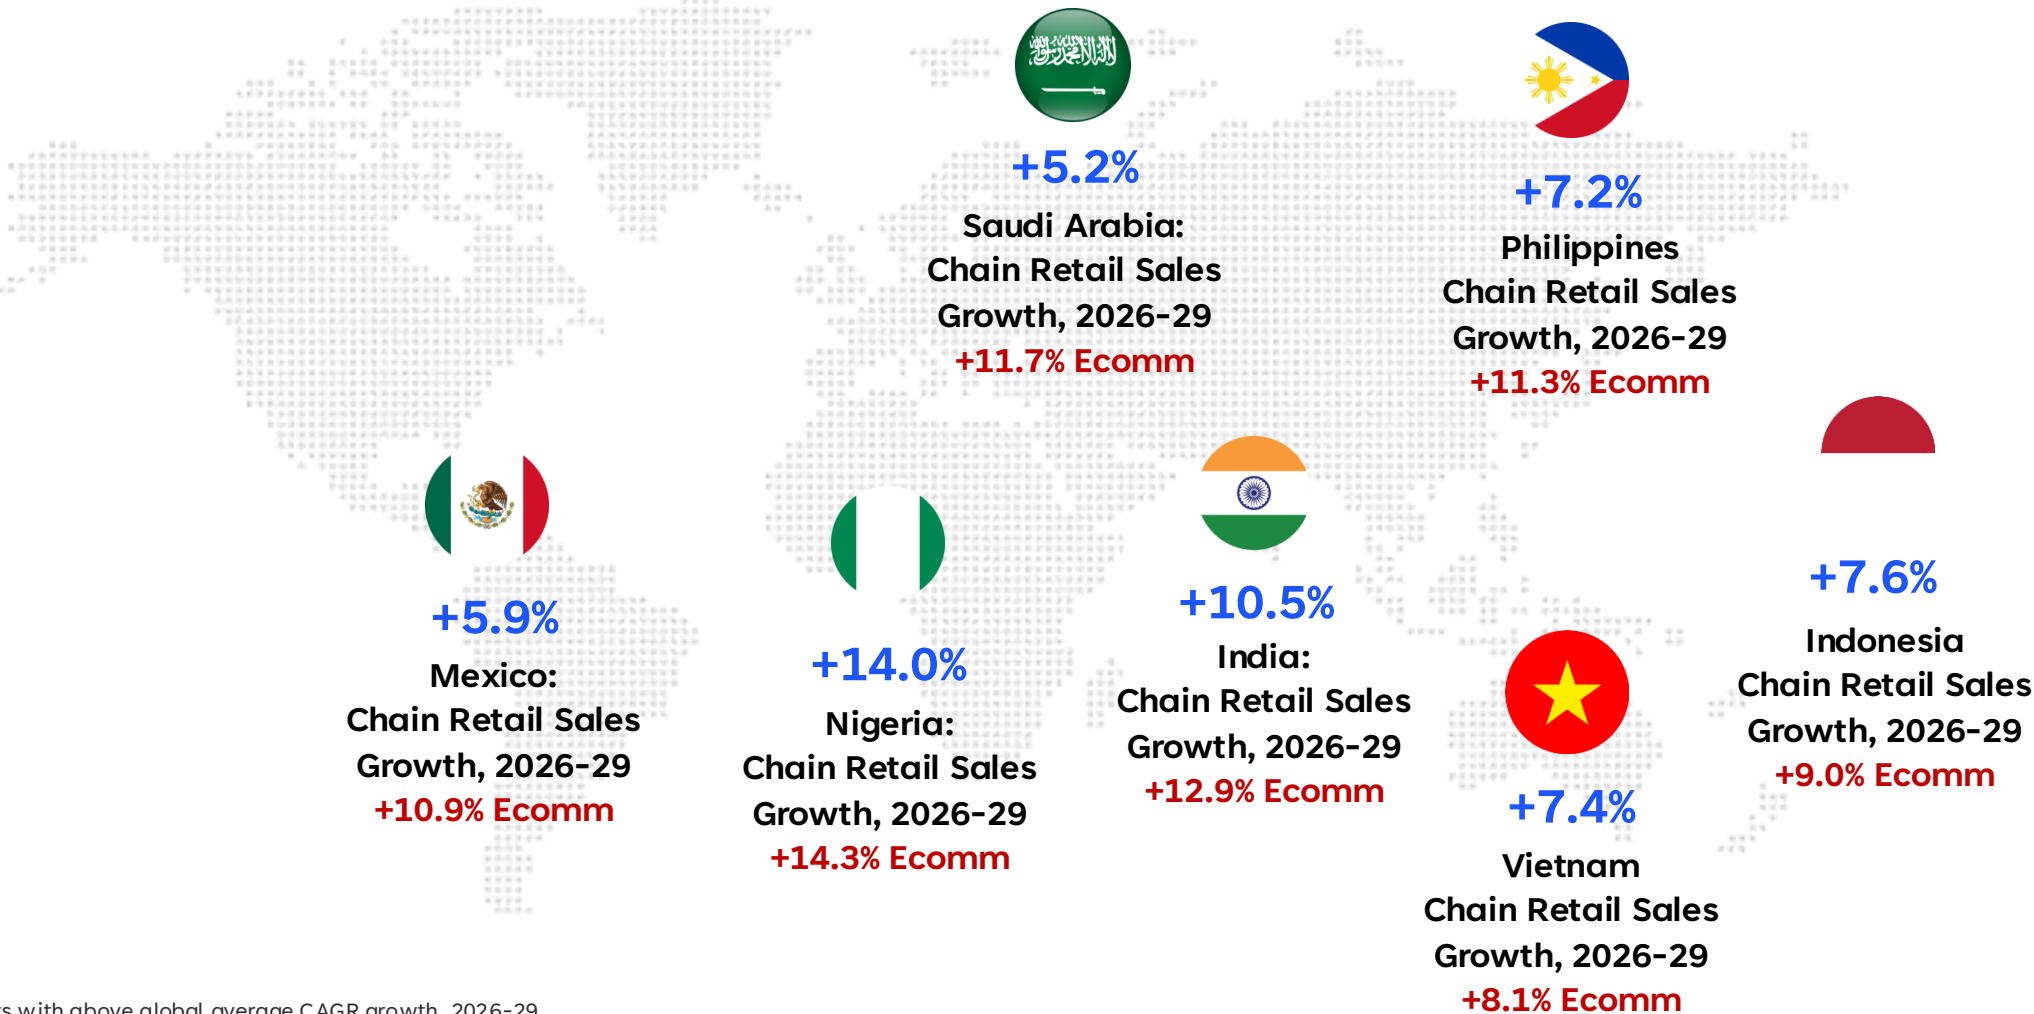 +5.2%
Saudi Arabia:
Chain Retail Sales
Growth, 2026-29
+11.7% Ecomm
+7.2%
Philippines
Chain Retail Sales
Growth, 2026-29
+11.3% Ecomm
+5.9%
Mexico:
Chain Retail Sales
Growth, 2026-29
+10.9% Ecomm
+14.0%
Nigeria:
Chain Retail Sales
Growth, 2026-29
+14.3% Ecomm
+10.5%
India:
Chain Retail Sales
Growth, 2026-29
+12.9% Ecomm
+7.4%
Vietnam
Chain Retail Sales
Growth, 2026-29
+8.1% Ecomm
+7.6%
Indonesia
Chain Retail Sales
Growth, 2026-29
+9.0% Ecomm
with above global average CAGR growth, 2026-29